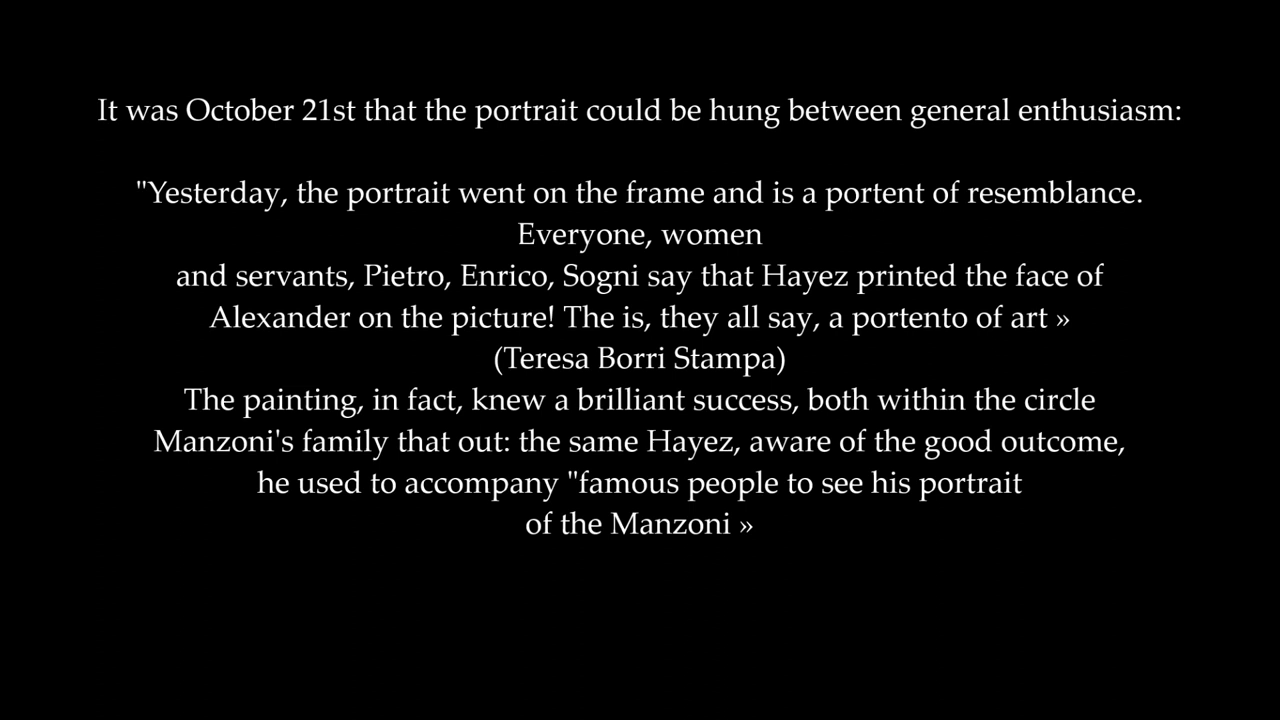 It was October 21st that the portrait could be hung between general enthusiasm:
"Yesterday, the portrait went on the frame and is a portent of resemblance.
Everyone, women
and servants, Pietro, Enrico, Sogni say that Hayez printed the face of
Alexander on the picture! The is, they all say, a portento of art »
(Teresa Borri Stampa)
The painting, in fact, knew a brilliant success, both within the circle
Manzoni's family that out: the same Hayez, aware of the good outcome,
he used to accompany "famous people to see his portrait
of the Manzoni »